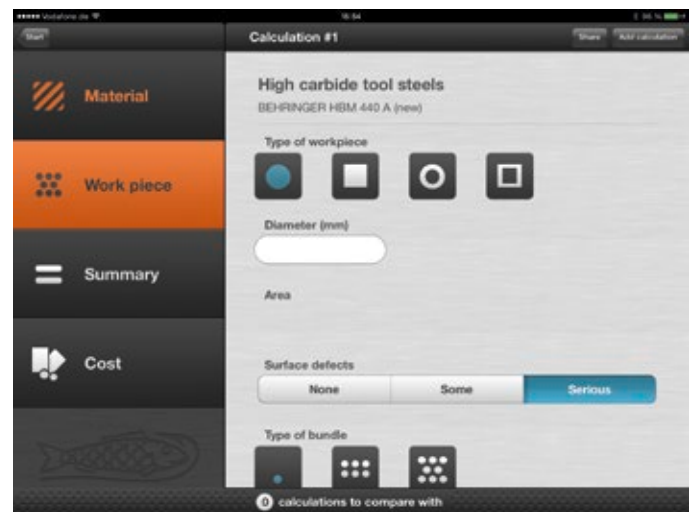 Vodafone.de
Start
Calculation #1
Share
Add calculation
Material
Work piece
Summary
Cost
High carbide tool steels
BEHRINGER HBM 440 A (new)
Type of workpiece
Diameter (mm)
Area
Surface defects
None
Some
Serious
Type of bundle
0 calculations to compare with